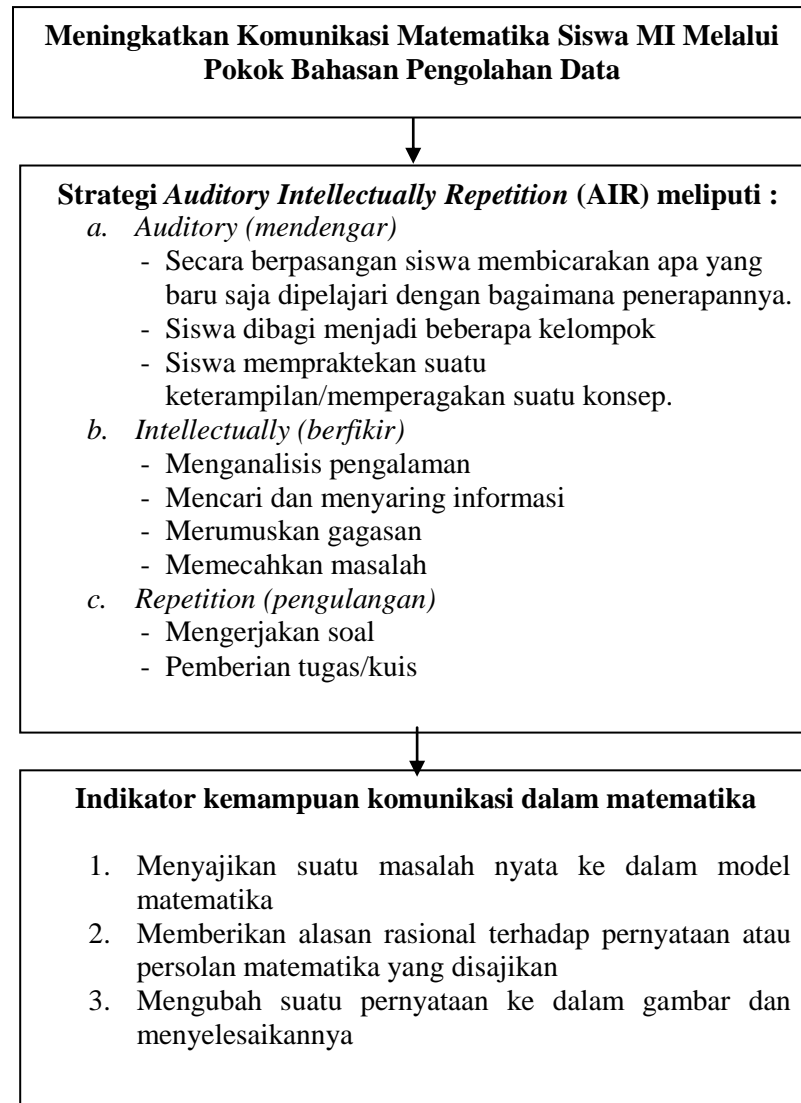 Meningkatkan Komunikasi Matematika Siswa MI Melalui
Pokok Bahasan Pengolahan Data
Strategi Auditory Intellectually Repetition (AIR) meliputi :
a. Auditory (mendengar)
- Secara berpasangan siswa membicarakan apa yang
baru saja dipelajari dengan bagaimana penerapannya.
- Siswa dibagi menjadi beberapa kelompok
- Siswa mempraktekan suatu
keterampilan/memperagakan suatu konsep.
b. Intellectually (berfikir)
- Menganalisis pengalaman
- Mencari dan menyaring informasi
- Merumuskan gagasan
- Memecahkan masalah
c. Repetition (pengulangan)
- Mengerjakan soal
- Pemberian tugas/kuis
Indikator kemampuan komunikasi dalam matematika
1. Menyajikan suatu masalah nyata ke dalam model
matematika
2. Memberikan alasan rasional terhadap pernyataan atau
persolan matematika yang disajikan
3. Mengubah suatu pernyataan ke dalam gambar dan
menyelesaikannya